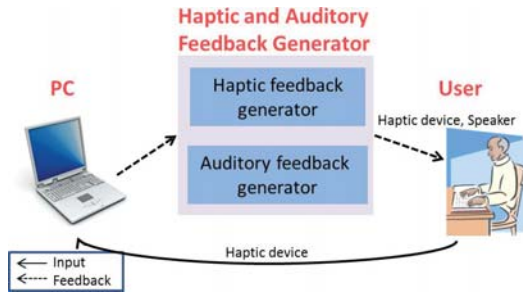 Haptic and Auditory
Feedback Generator
PC
User
Haptic feedback
generator
Haptic device, Speaker
Auditory feedback
generator
Haptic device
Input
Feedback